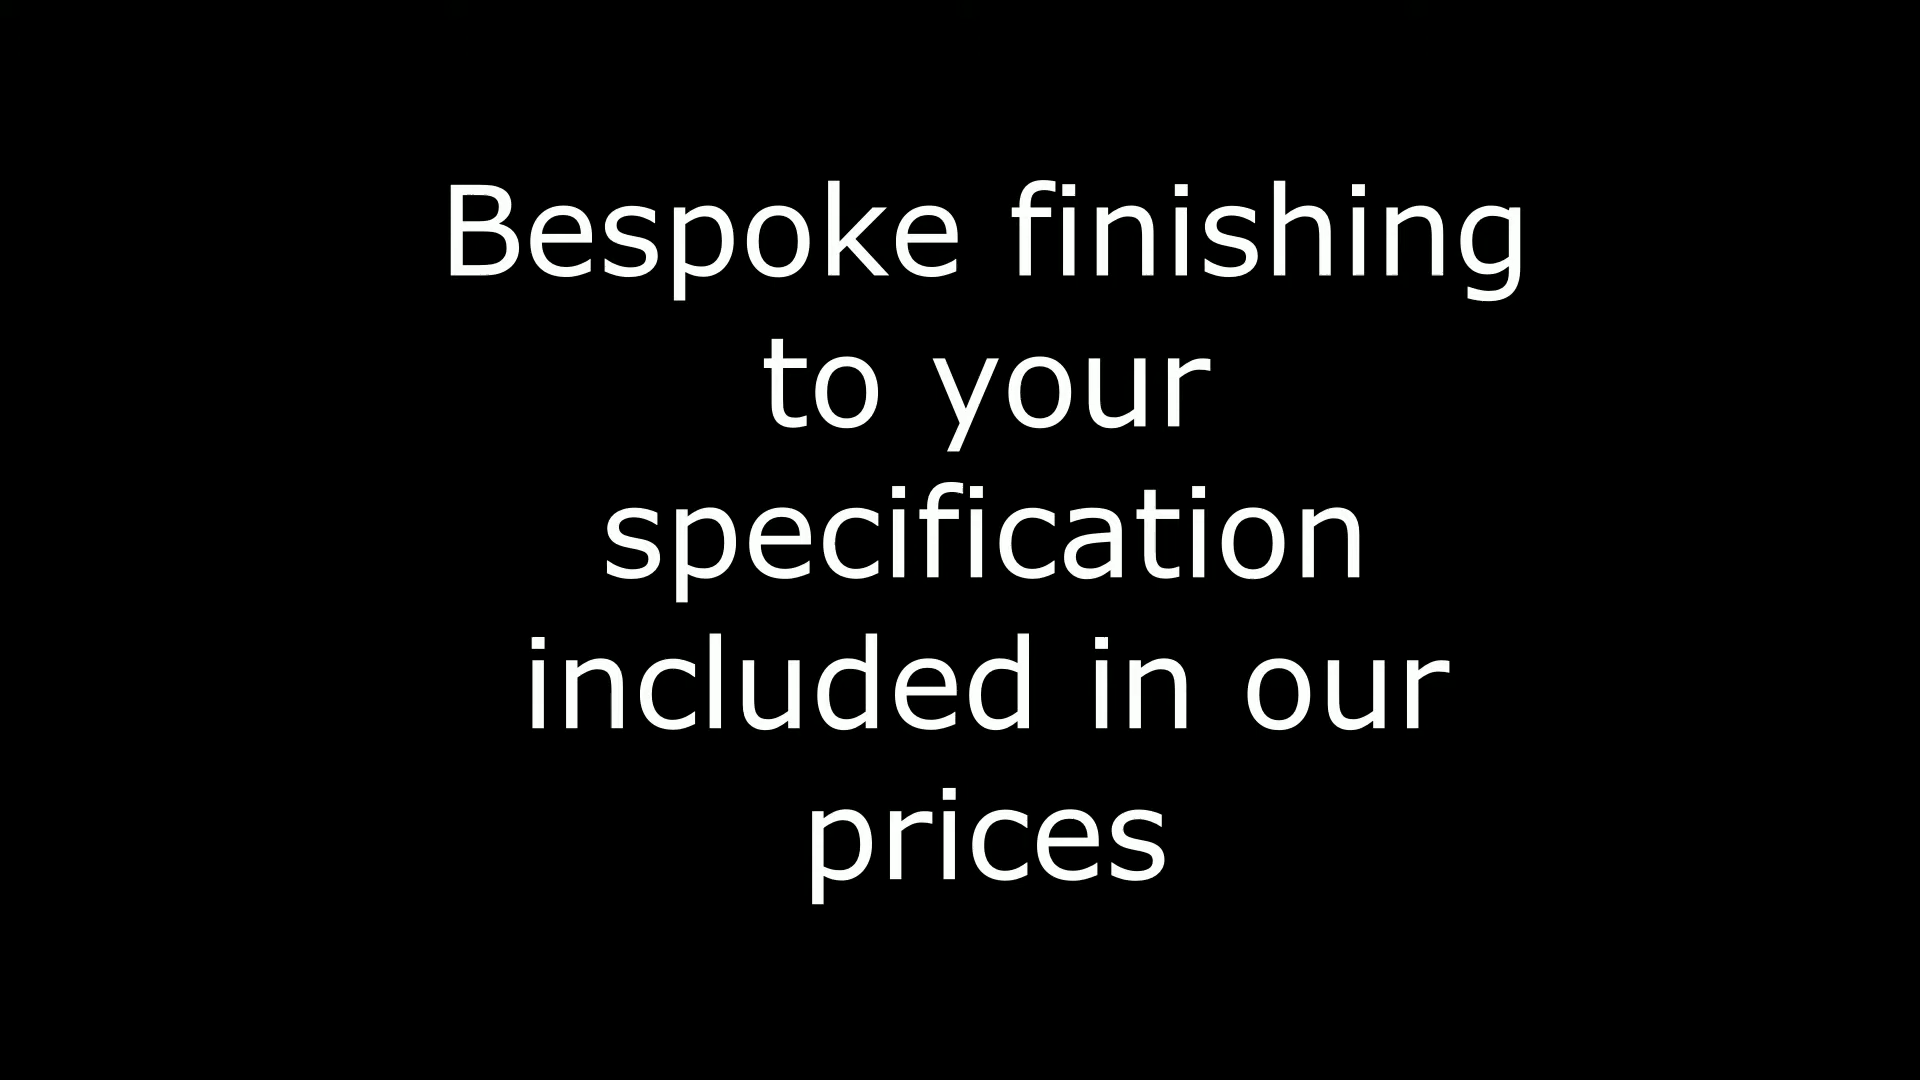 Bespoke finishing
to your
specification
included in our
prices